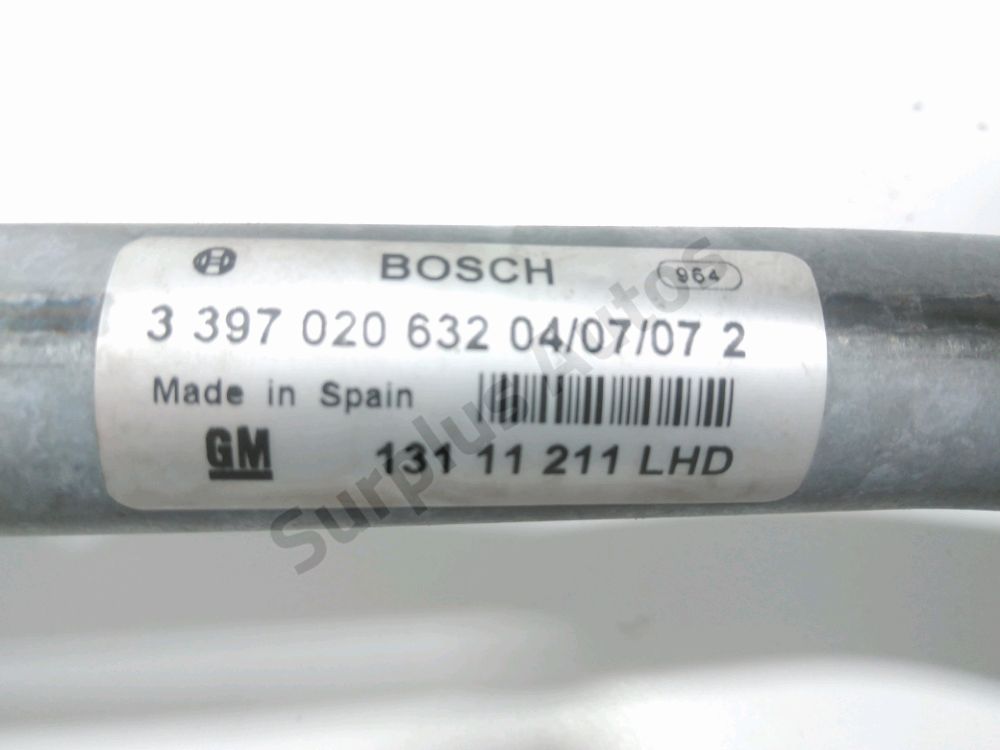 BOSCH 964
3 397 020 632 04/07/07 2
Made in Spain
GM 131 11 211 LHD
Surplus Autos